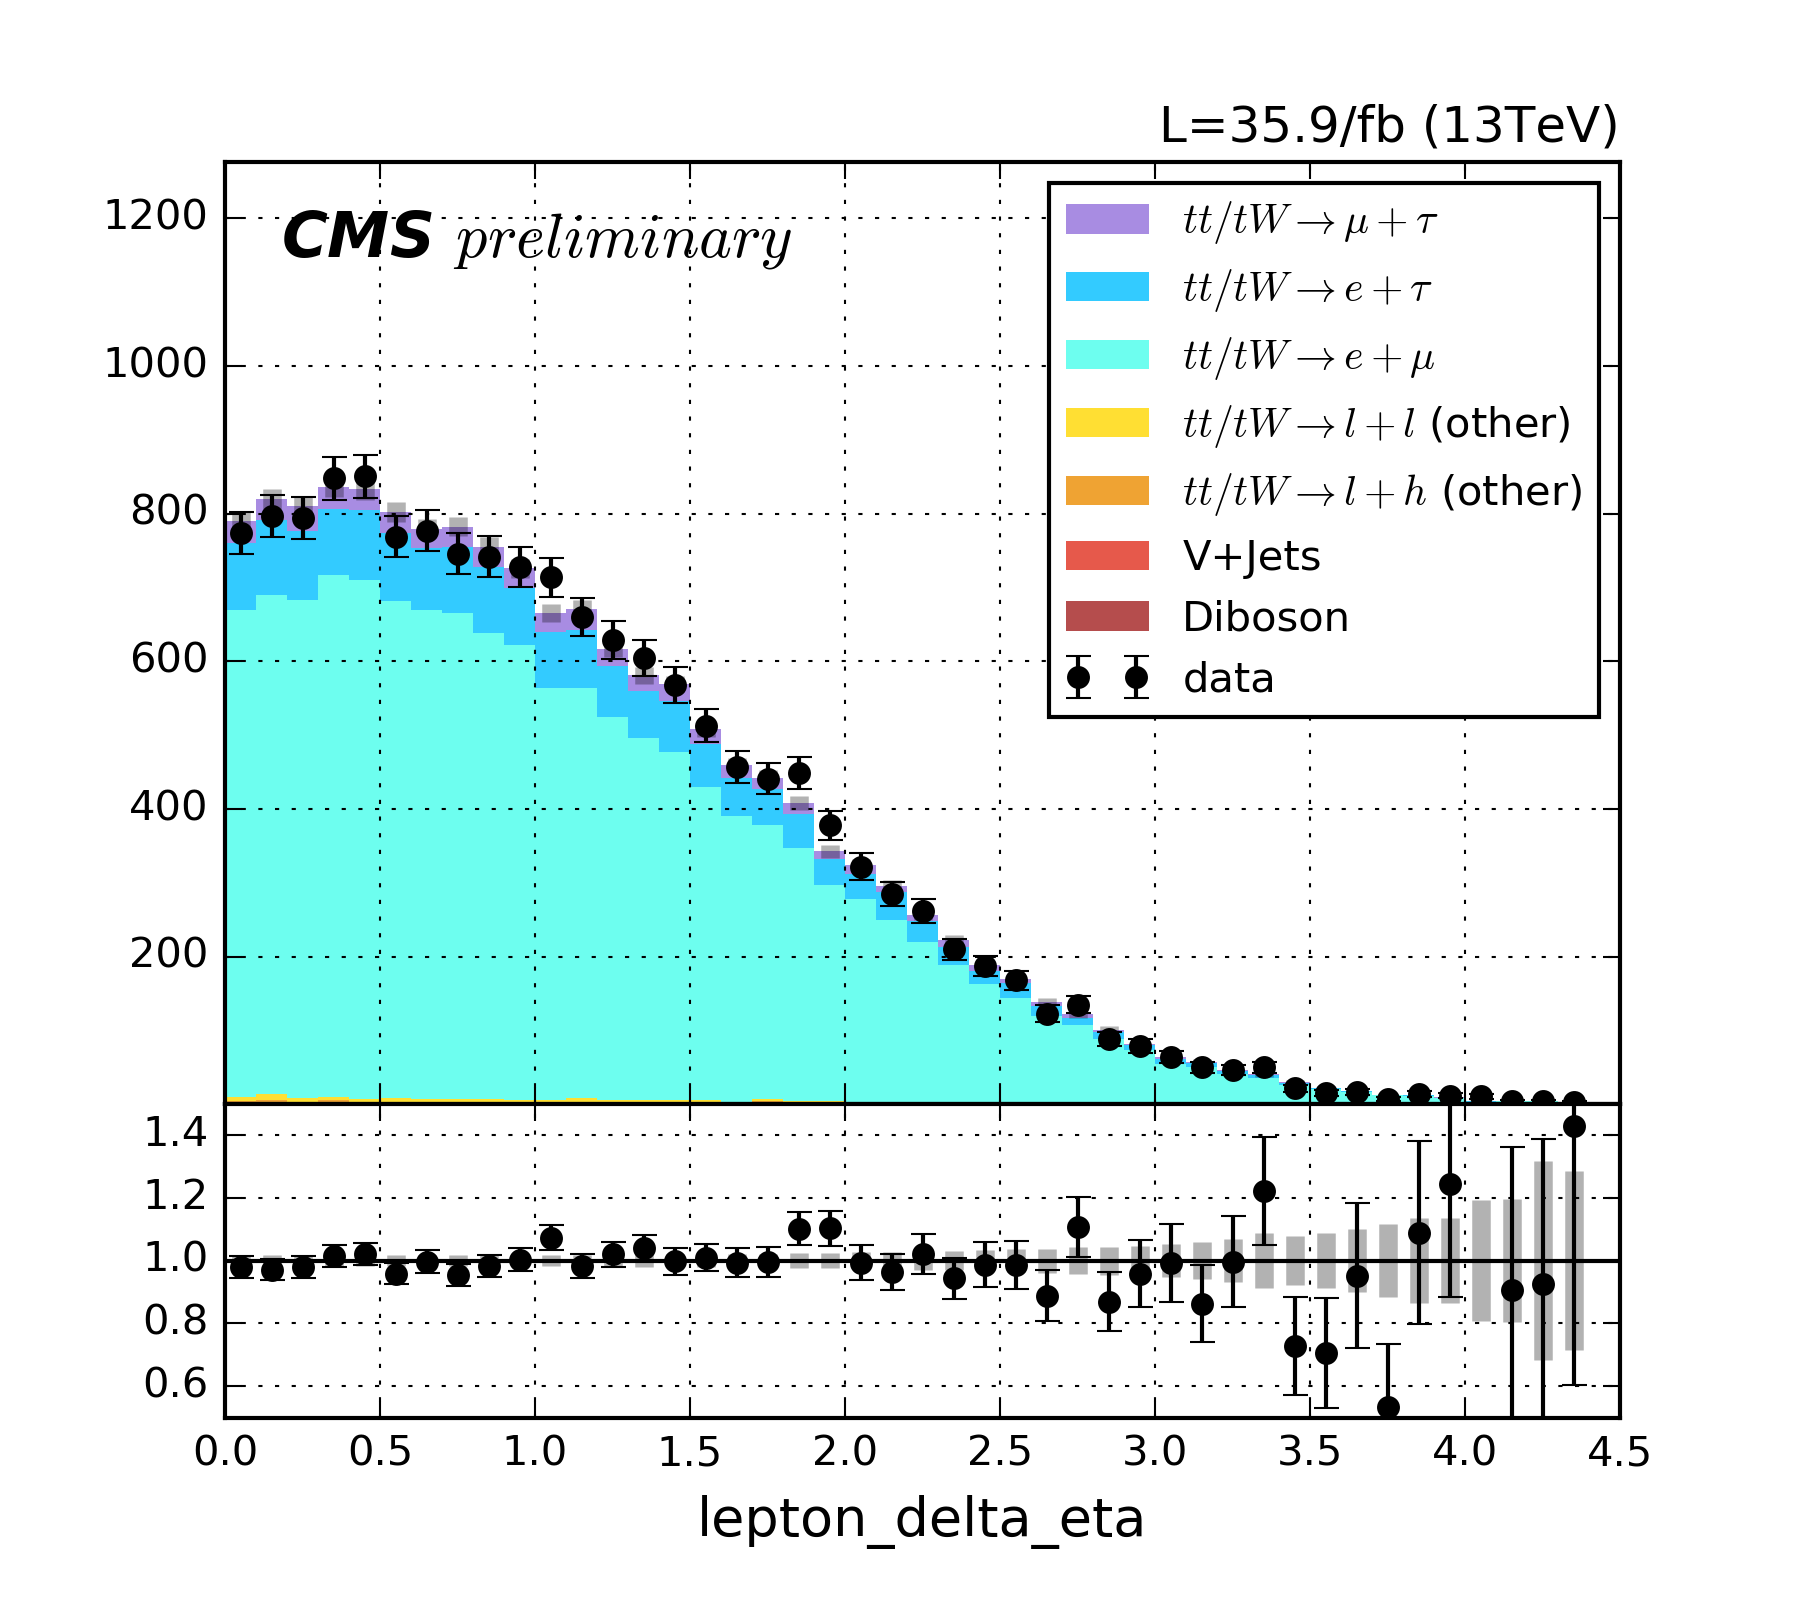 L=35.9/fb (13TeV)
CMS preliminary
1200
1000
800
600
400
200
tt/tW → μ + τ
tt/tW → e + τ
tt/tW → e + μ
tt/tW → l + l (other)
tt/tW → l + h (other)
V+Jets
Diboson
data
1.4
1.2
1.0
0.8
0.6
0.0 0.5 1.0 1.5 2.0 2.5 3.0 3.5 4.0 4.5
lepton_delta_eta